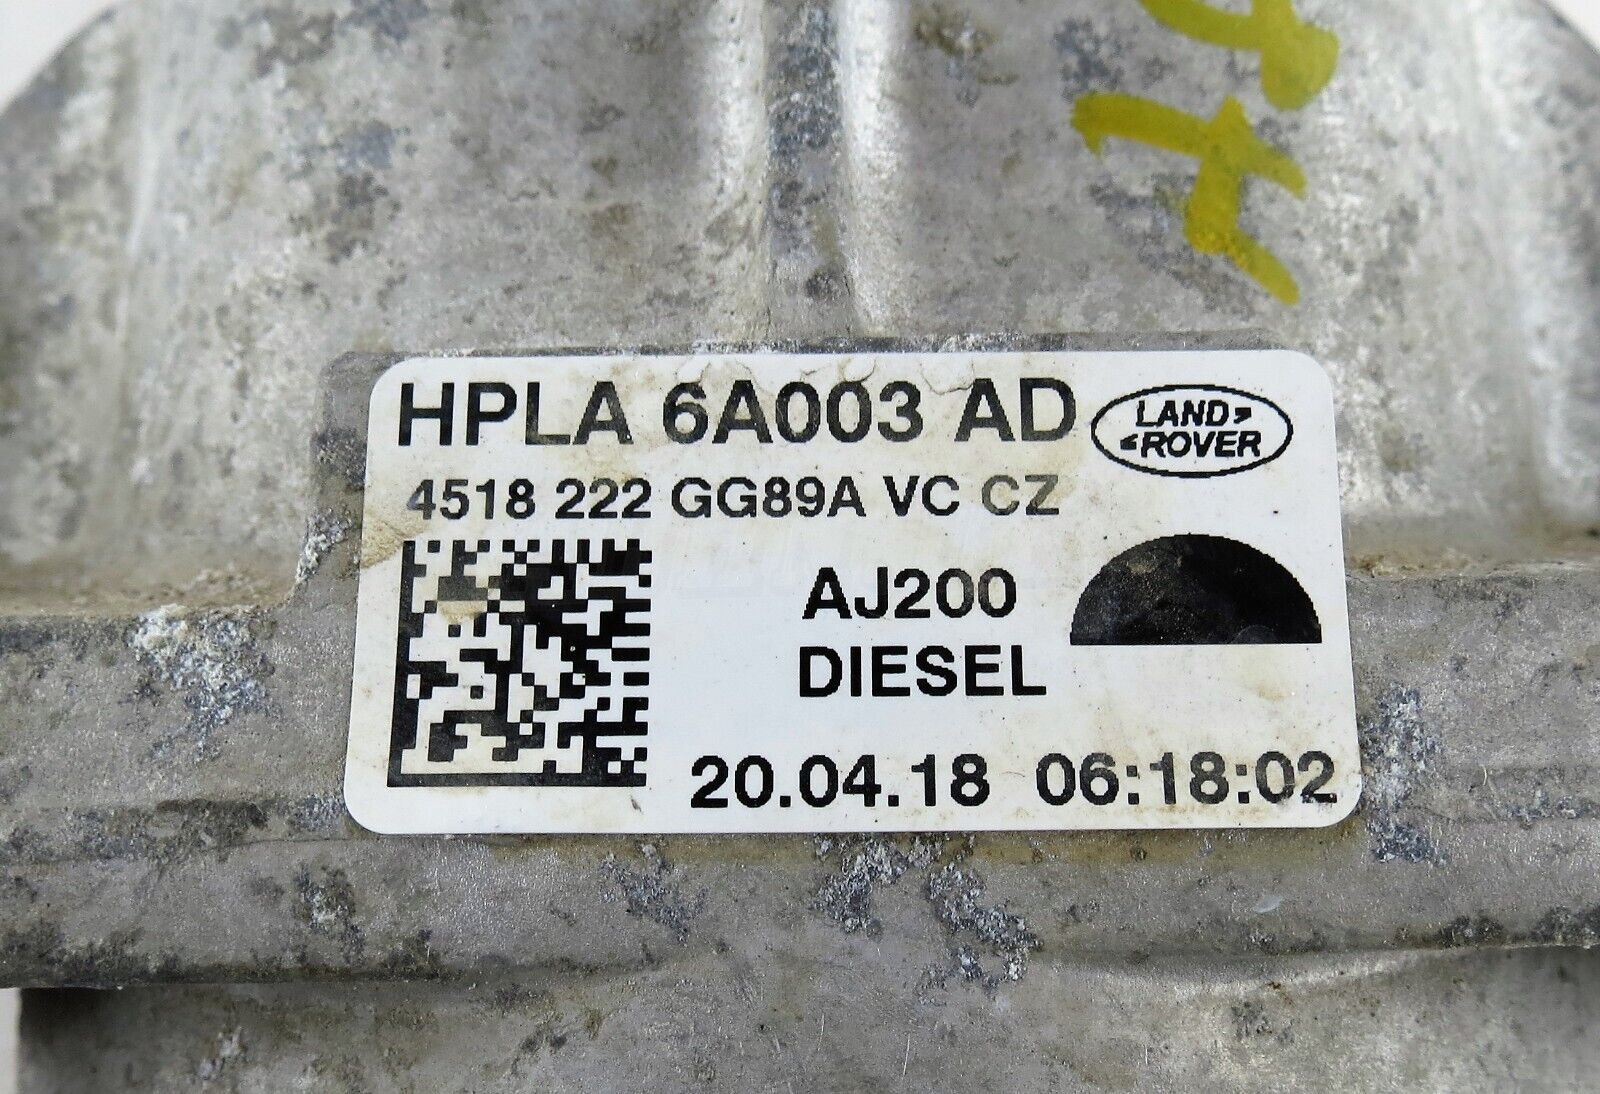 HPLA 6A003 AD
LAND
ROVER
4518 222 GG89A VC CZ
AJ200
DIESEL
20.04.18 06:18:02